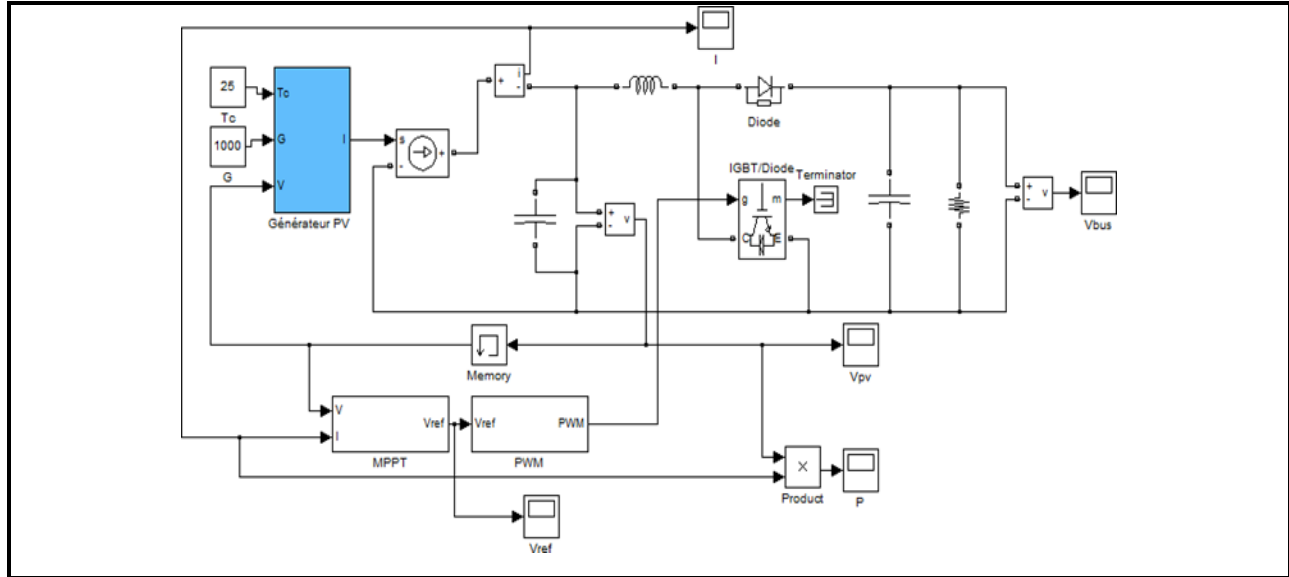 I
i
+
-
25
Tc
Tc
1000
G
G
V
I
Générateur PV
s
-
+
Diode
IGBT/Diode
Terminator
g
m
C
E
+
-
v
+
-
v
Vbus
Memory
Vpv
V
I
Vref
MPPT
Vref
PWM
PWM
×
Product
P
Vref